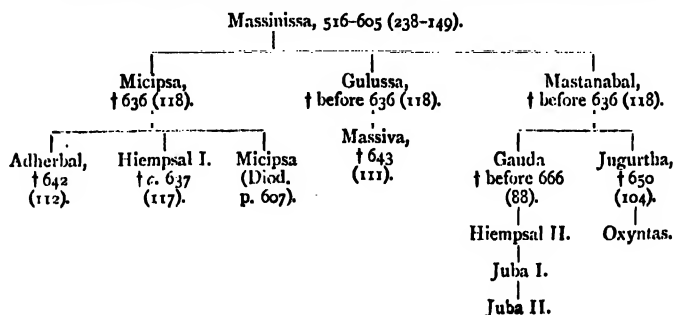 Massinissa, 516–605 (238–149).
Micipsa, Gulussa, Mastanabal,
† 636 (118). † before 636 (118). † before 636 (118).
Adherbal, Hiempsal I. Micipsa Massiva, Gauda Jugurtha,
† 642 † c. 637 (Diod. † 643 † before 666 † 650
(112). (117). p. 607). (111). (88). (104).
Hiempsal II. Oxyntas.
Juba I.
Juba II.